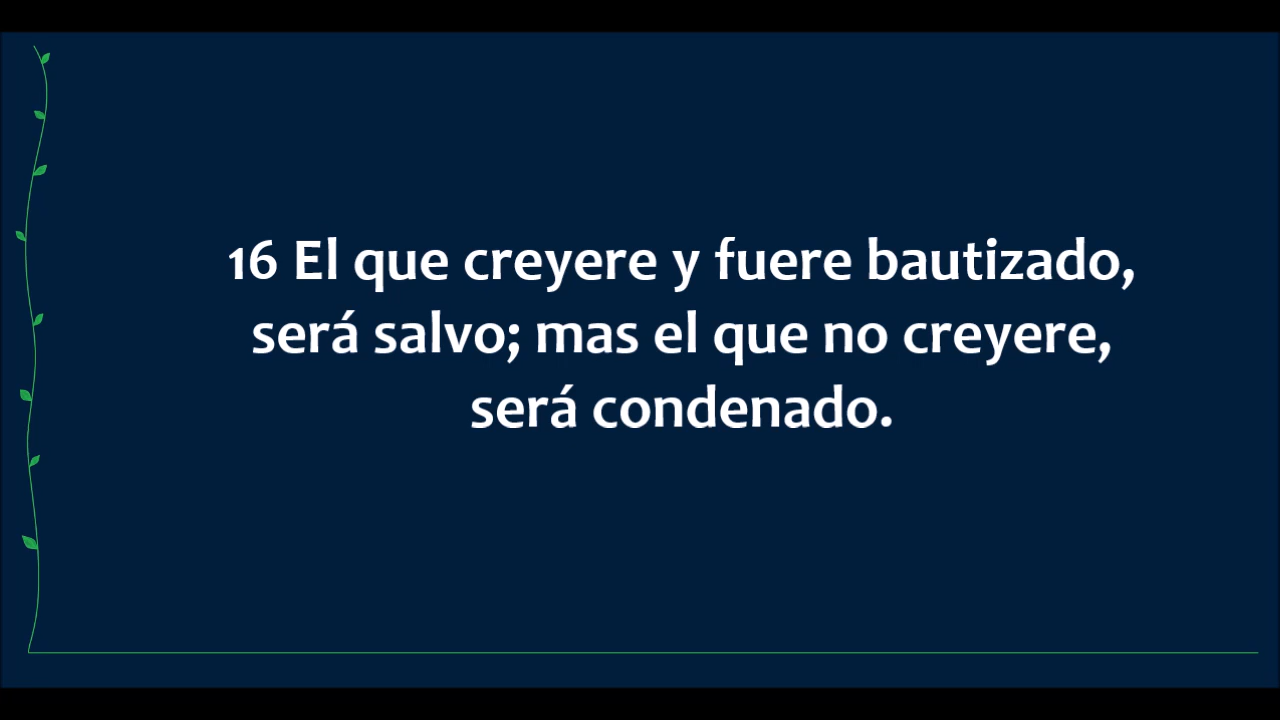 16 El que creyere y fuere bautizado,
será salvo; mas el que no creyere,
será condenado.